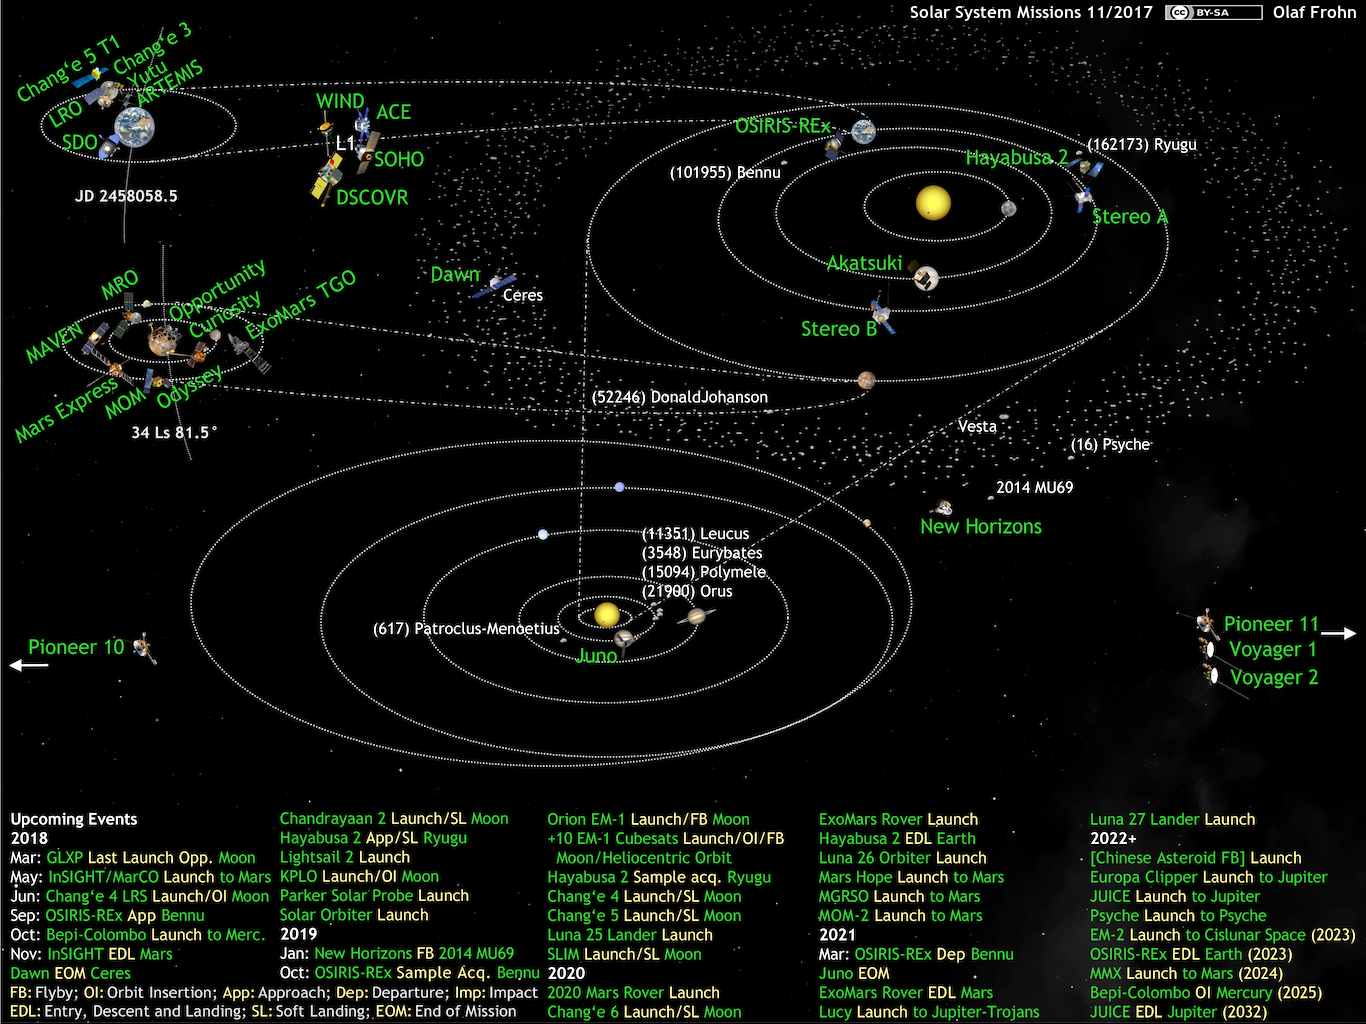 Solar System Missions 11/2017 cc BY-SA Olaf Frohn
Chang‘e 5 T1
Chang‘e 3
Yutu
ARTEMIS
LRO
SDO
JD 2458058.5
WIND
ACE
L1
SOHO
DSCOVR
OSIRIS-REx
(101955) Bennu
Hayabusa 2
(162173) Ryugu
Stereo A
Akatsuki
Stereo B
Dawn
Ceres
MRO
Opportunity
Curiosity
ExoMars TGO
MAVEN
Mars Express
MOM
Odyssey
34 Ls 81.5°
(52246) DonaldJohanson
Vesta
(16) Psyche
2014 MU69
New Horizons
(11351) Leucus
(3548) Eurybates
(15094) Polymele
(21900) Orus
(617) Patroclus-Menoetius
Juno
Pioneer 10
Pioneer 11
Voyager 1
Voyager 2
Upcoming Events
2018
Mar: GLXP Last Launch Opp. Moon
May: InSIGHT/MarCO Launch to Mars
Jun: Chang‘e 4 LRS Launch/OI Moon
Sep: OSIRIS-REx App Bennu
Oct: Bepi-Colombo Launch to Merc.
Nov: InSIGHT EDL Mars
Dawn EOM Ceres
FB: Flyby; OI: Orbit Insertion; App: Approach; Dep: Departure; Imp: Impact
EDL: Entry, Descent and Landing; SL: Soft Landing; EOM: End of Mission
Chandrayaan 2 Launch/SL Moon
Hayabusa 2 App/SL Ryugu
Lightsail 2 Launch
KPLO Launch/OI Moon
Parker Solar Probe Launch
Solar Orbiter Launch
2019
Jan: New Horizons FB 2014 MU69
Oct: OSIRIS-REx Sample Acq. Bennu
Orion EM-1 Launch/FB Moon
+10 EM-1 Cubesats Launch/OI/FB
Moon/Heliocentric Orbit
Hayabusa 2 Sample acq. Ryugu
Chang‘e 4 Launch/SL Moon
Chang‘e 5 Launch/SL Moon
Luna 25 Lander Launch
SLIM Launch/SL Moon
2020
2020 Mars Rover Launch
Chang‘e 6 Launch/SL Moon
ExoMars Rover Launch
Hayabusa 2 EDL Earth
Luna 26 Orbiter Launch
Mars Hope Launch to Mars
MGRSO Launch to Mars
MOM-2 Launch to Mars
2021
Mar: OSIRIS-REx Dep Bennu
Juno EOM
ExoMars Rover EDL Mars
Lucy Launch to Jupiter-Trojans
Luna 27 Lander Launch
2022+
[Chinese Asteroid FB] Launch
Europa Clipper Launch to Jupiter
JUICE Launch to Jupiter
Psyche Launch to Psyche
EM-2 Launch to Cislunar Space (2023)
OSIRIS-REx EDL Earth (2023)
MMX Launch to Mars (2024)
Bepi-Colombo OI Mercury (2025)
JUICE EDL Jupiter (2032)